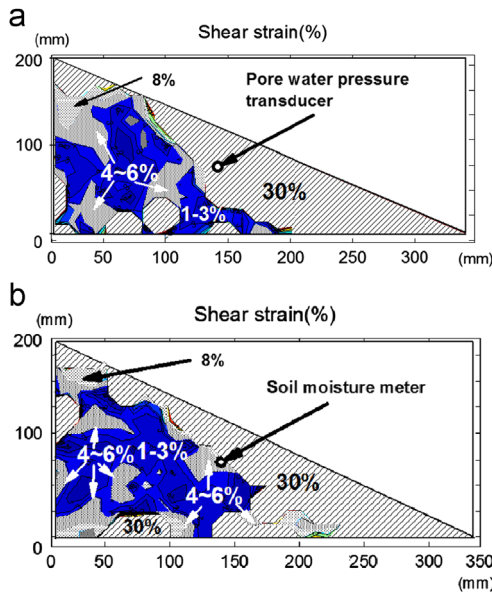 a
Shear strain(%)
(mm)
200
8%
Pore water pressure
transducer
100
4~6%
30%
1-3%
0
0 50 100 150 200 250 300 (mm)
b
Shear strain(%)
(mm)
200
8%
Soil moisture meter
100
1-3%
4~6%
30%
4~6%
30%
0
0 50 100 150 200 250 300 350
(mm)